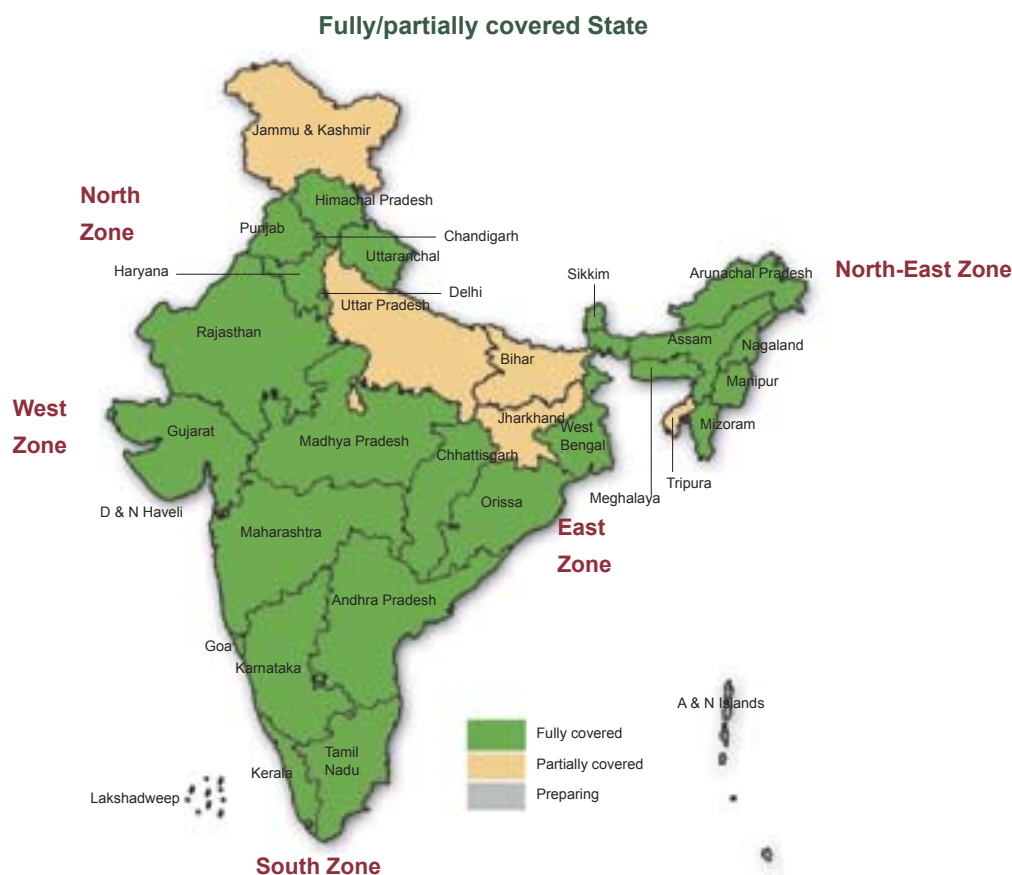 Fully/partially covered State
Jammu & Kashmir
North
Zone
Himachal Pradesh
Punjab
Chandigarh
Uttaranchal
Haryana
Delhi
Sikkim
Arunachal Pradesh
North-East Zone
Uttar Pradesh
Rajasthan
Assam
Nagaland
Bihar
Manipur
West
Zone
Gujarat
Madhya Pradesh
Jharkhand
West
Bengal
Mizoram
Chhattisgarh
Tripura
Meghalaya
Orissa
D & N Haveli
Maharashtra
East
Zone
Andhra Pradesh
Goa
Karnataka
A & N Islands
Fully covered
Partially covered
Preparing
Tamil
Nadu
Kerala
Lakshadweep
South Zone